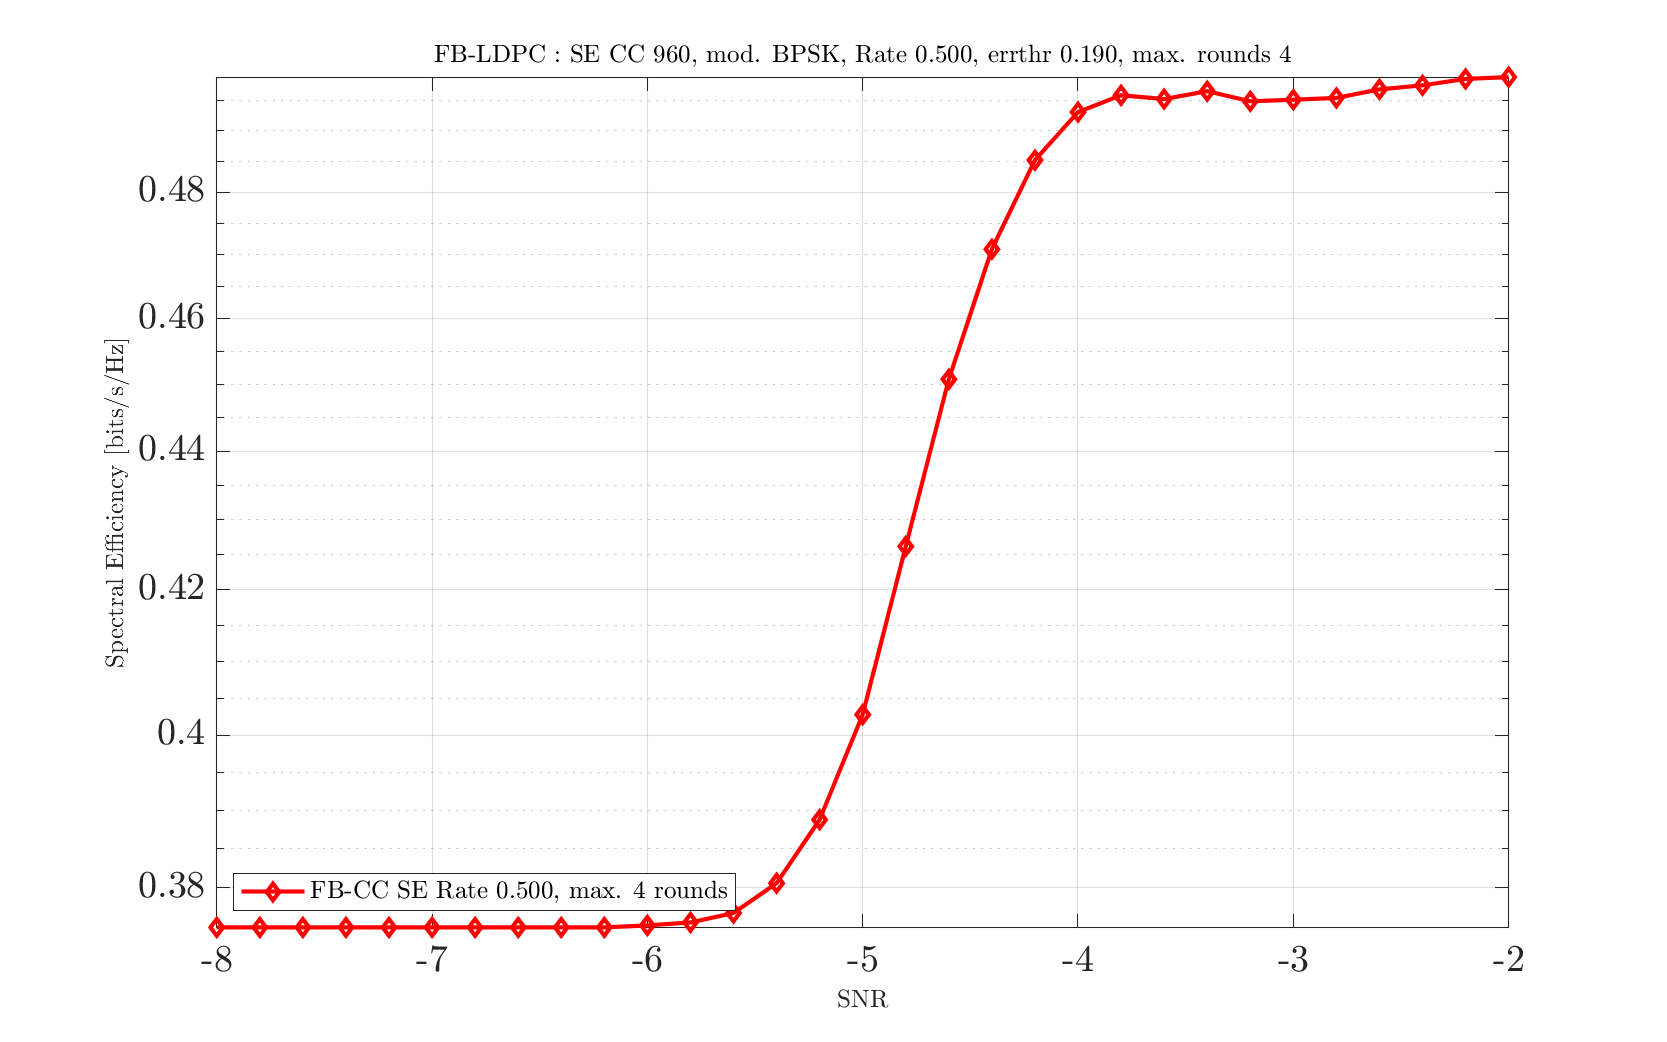 FB-LDPC : SE CC 960, mod. BPSK, Rate 0.500, errthr 0.190, max. rounds 4
Spectral Efficiency [bits/s/Hz]
0.48
0.46
0.44
0.42
0.4
0.38
FB-CC SE Rate 0.500, max. 4 rounds
-8 -7 -6 -5 -4 -3 -2
SNR